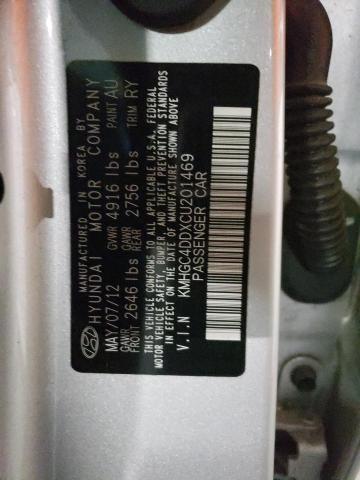 MANUFACTURED IN KOREA BY
HYUNDAI MOTOR COMPANY
MAY/07/12 GVWR 4916 lbs PAINT AU
GAWR FRONT 2646 lbs GAWR REAR 2756 lbs TRIM RY
THIS VEHICLE CONFORMS TO ALL APPLICABLE U.S.A. FEDERAL
MOTOR VEHICLE SAFETY, BUMPER, AND THEFT PREVENTION STANDARDS
IN EFFECT ON THE DATE OF MANUFACTURE SHOWN ABOVE
V.I.N KMHGC4DDXCU201469
PASSENGER CAR